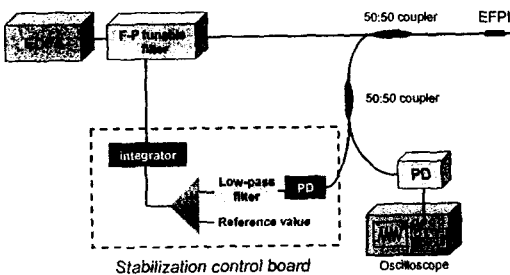 50:50 coupler
EFPI
F-P tunable
filter
50:50 coupler
integrator
Low-pass
filter
PD
PD
Reference value
Oscilloscope
Stabilization control board